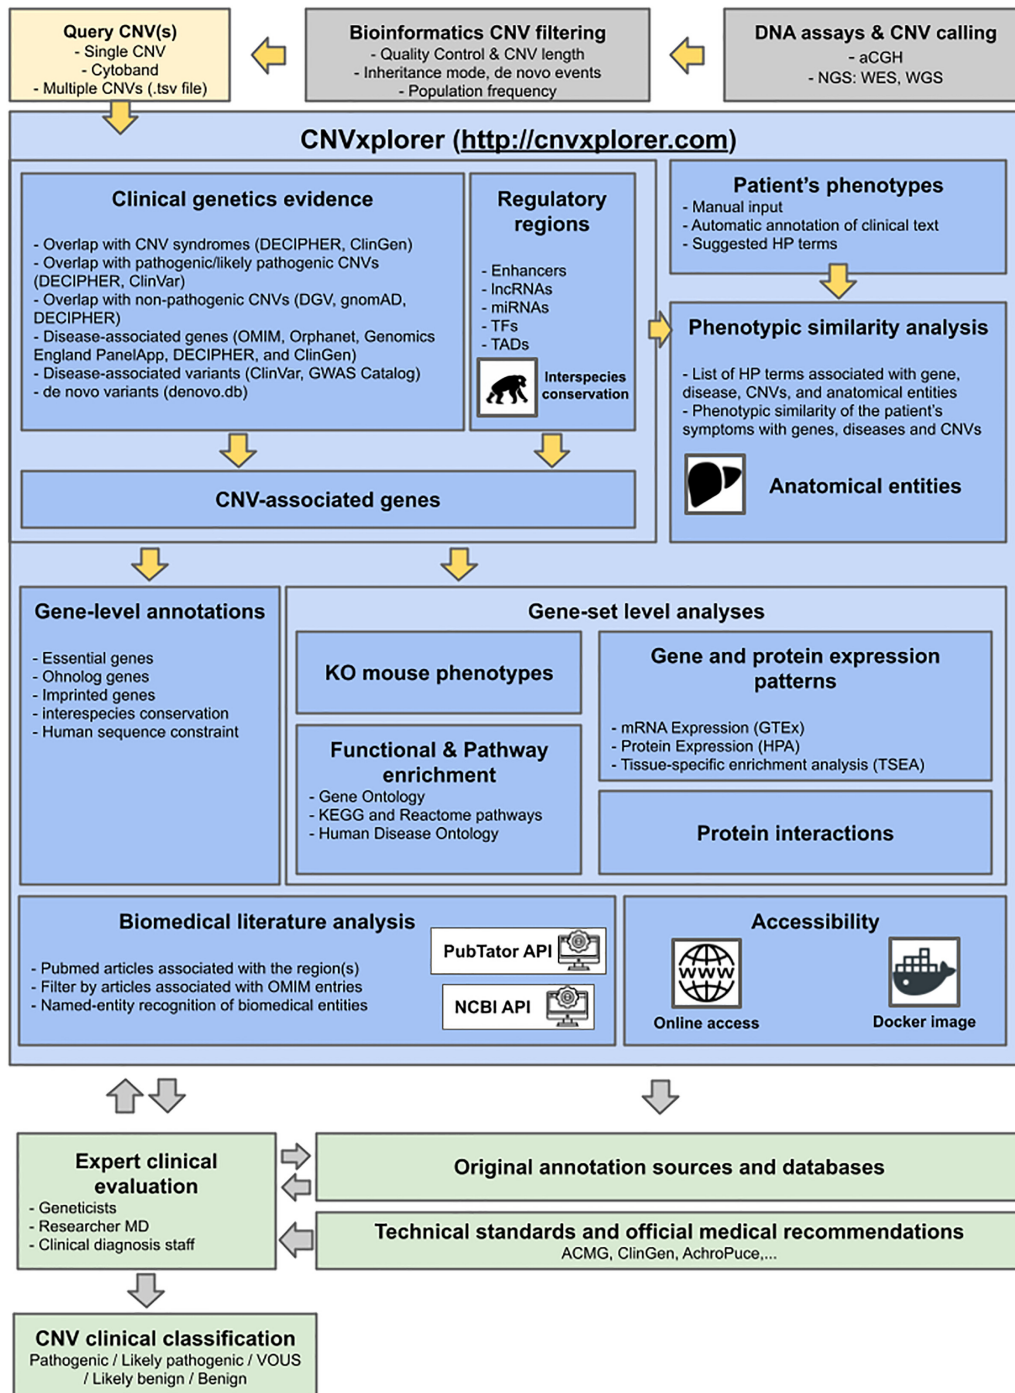 Query CNV(s)
- Single CNV
- Cytoband
- Multiple CNVs (.tsv file)
Bioinformatics CNV filtering
- Quality Control & CNV length
- Inheritance mode, de novo events
- Population frequency
DNA assays & CNV calling
- aCGH
- NGS: WES, WGS
CNVxplorer (http://cnvxplorer.com)
Clinical genetics evidence
- Overlap with CNV syndromes (DECIPHER, ClinGen)
- Overlap with pathogenic/likely pathogenic CNVs
(DECIPHER, ClinVar)
- Overlap with non-pathogenic CNVs (DGV, gnomAD,
DECIPHER)
- Disease-associated genes (OMIM, Orphanet, Genomics
England PanelApp, DECIPHER, and ClinGen)
- Disease-associated variants (ClinVar, GWAS Catalog)
- de novo variants (denovo.db)
Regulatory
regions
- Enhancers
- lncRNAs
- miRNAs
- TFs
- TADs
Interspecies
conservation
Patient's phenotypes
- Manual input
- Automatic annotation of clinical text
- Suggested HP terms
Phenotypic similarity analysis
- List of HP terms associated with gene,
disease, CNVs, and anatomical entities
- Phenotypic similarity of the patient's
symptoms with genes, diseases and CNVs
Anatomical entities
CNV-associated genes
Gene-level annotations
- Essential genes
- Ohnolog genes
- Imprinted genes
- interespecies conservation
- Human sequence constraint
Gene-set level analyses
KO mouse phenotypes
Functional & Pathway
enrichment
- Gene Ontology
- KEGG and Reactome pathways
- Human Disease Ontology
Gene and protein expression
patterns
- mRNA Expression (GTEx)
- Protein Expression (HPA)
- Tissue-specific enrichment analysis (TSEA)
Protein interactions
Biomedical literature analysis
- Pubmed articles associated with the region(s)
- Filter by articles associated with OMIM entries
- Named-entity recognition of biomedical entities
PubTator API
NCBI API
Accessibility
WWW
Online access
Docker image
Expert clinical
evaluation
- Geneticists
- Researcher MD
- Clinical diagnosis staff
Original annotation sources and databases
Technical standards and official medical recommendations
ACMG, ClinGen, AchroPuce,...
CNV clinical classification
Pathogenic / Likely pathogenic / VOUS
/ Likely benign / Benign